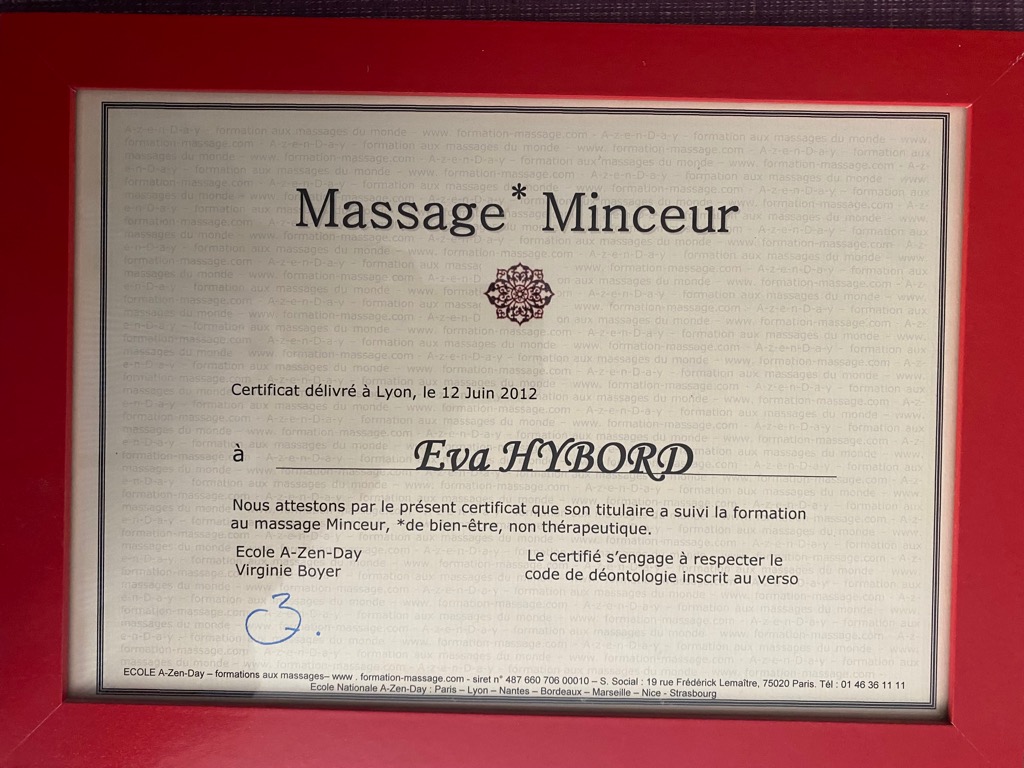 Massage* Minceur
Certificat délivré à Lyon, le 12 Juin 2012
à Eva HYBORD
Nous attestons par le présent certificat que son titulaire a suivi la formation
au massage Minceur, *de bien-être, non thérapeutique.
Ecole A-Zen-Day
Virginie Boyer
Le certifié s'engage à respecter le
code de déontologie inscrit au verso
ECOLE A-Zen-Day – formations aux massages– www . formation-massage.com - siret n° 487 660 706 00010 – S. Social : 19 rue Frédérick Lemaître, 75020 Paris. Tél : 01 46 36 11 11
Ecole Nationale A-Zen-Day : Paris – Lyon – Nantes – Bordeaux – Marseille – Nice - Strasbourg